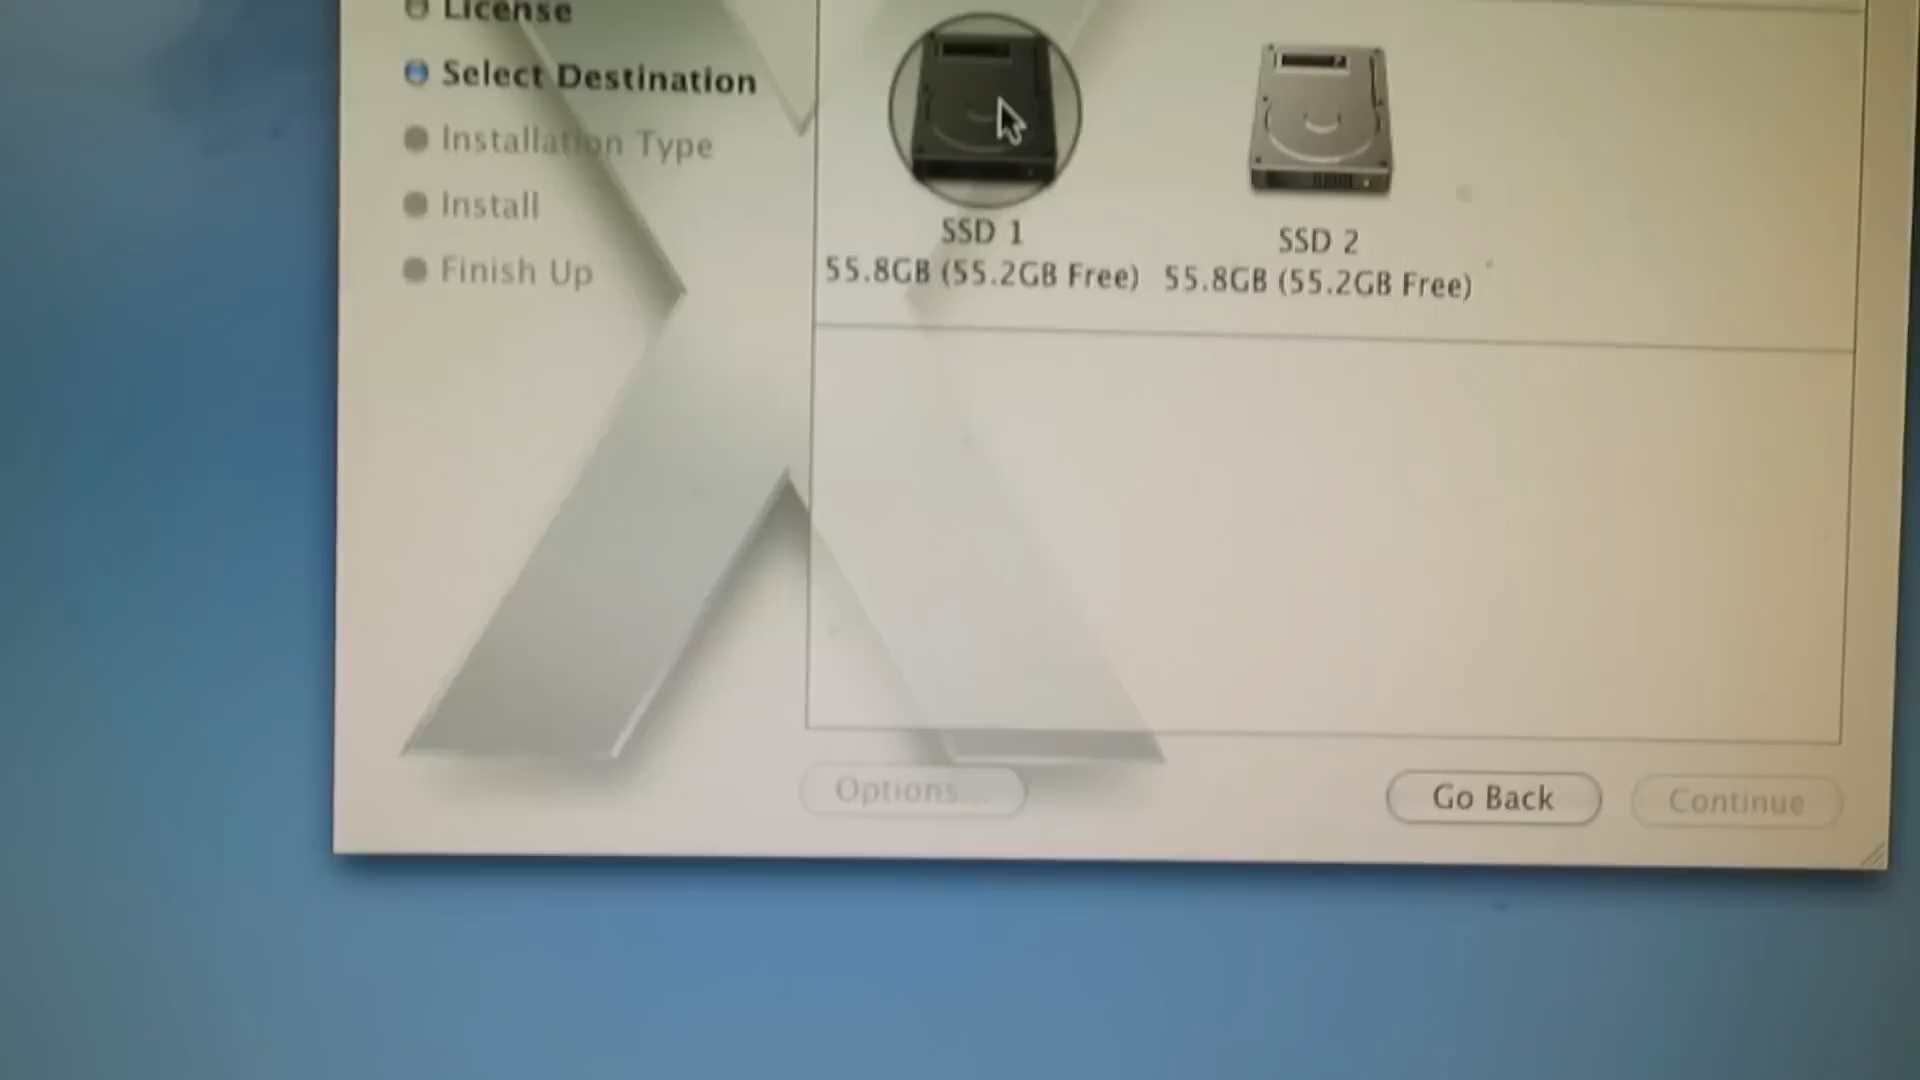 License
Select Destination
Installation Type
Install
Finish Up
SSD 1
55.8GB (55.2GB Free)
SSD 2
55.8GB (55.2GB Free)
Options...
Go Back
Continue